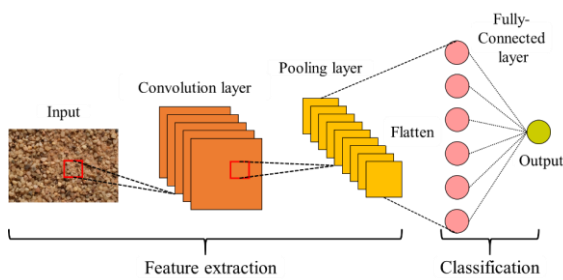 Input
Convolution layer
Pooling layer
Flatten
Fully-
Connected
layer
Output
Feature extraction
Classification